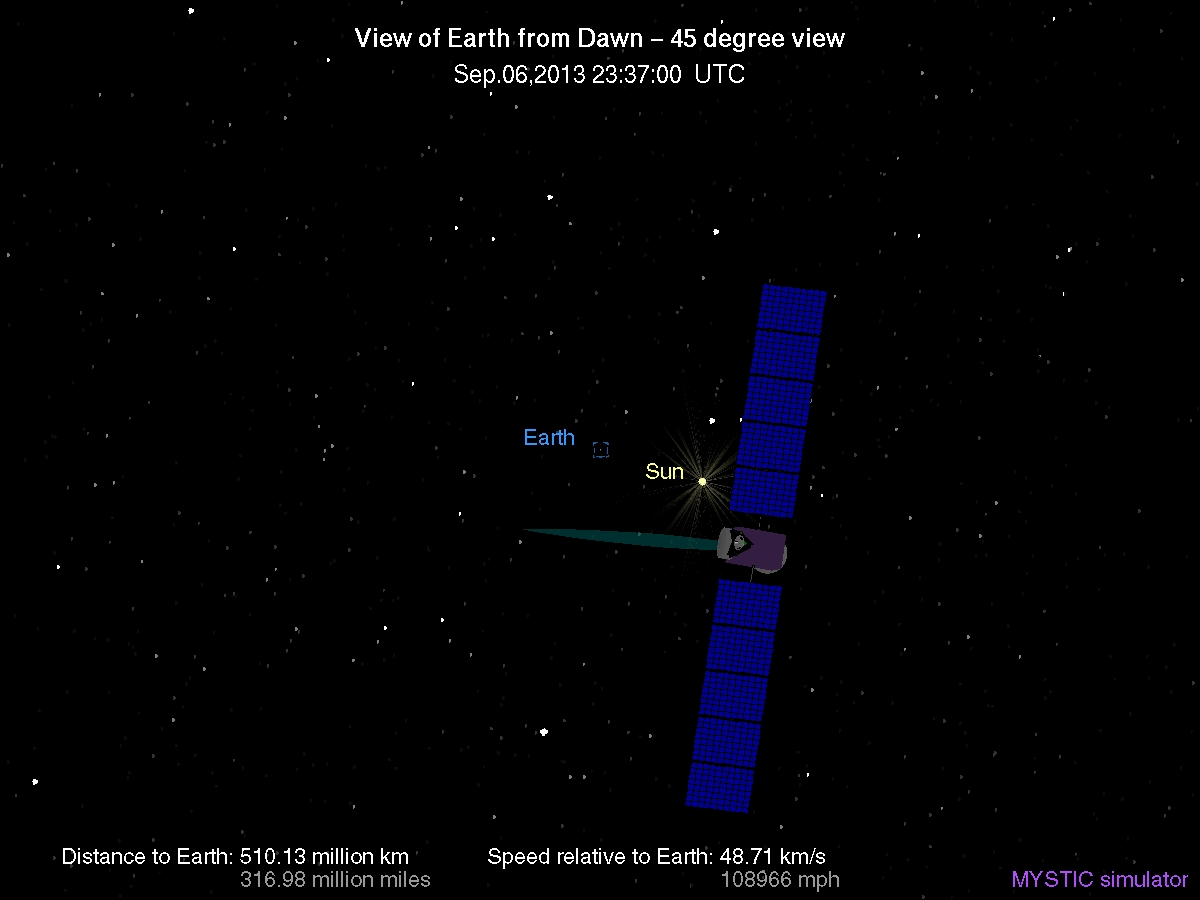 View of Earth from Dawn – 45 degree view
Sep.06,2013 23:37:00 UTC
Earth
Sun
Distance to Earth: 510.13 million km
316.98 million miles
Speed relative to Earth: 48.71 km/s
108966 mph
MYSTIC simulator